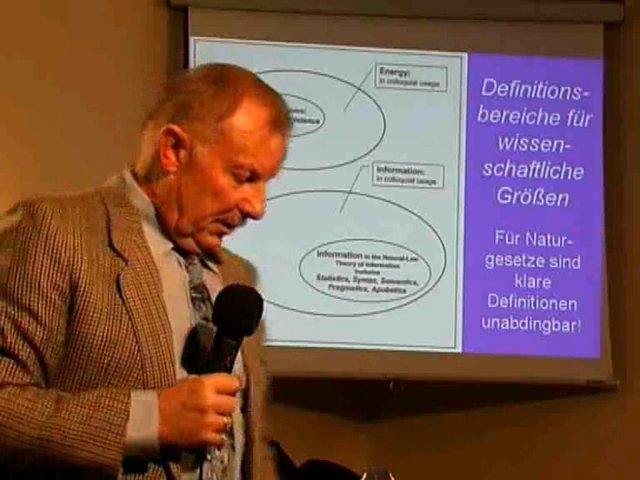 Energy:
in colloquial usage
Information:
in colloquial usage
Information in the Natural-Law
Theory of Information
Statistics, Syntax, Semantics,
Pragmatics, Apobetics
Definitions-
bereiche für
wissen-
schaftliche
Größen
Für Natur-
gesetze sind
klare
Definitionen
unabdingbar!